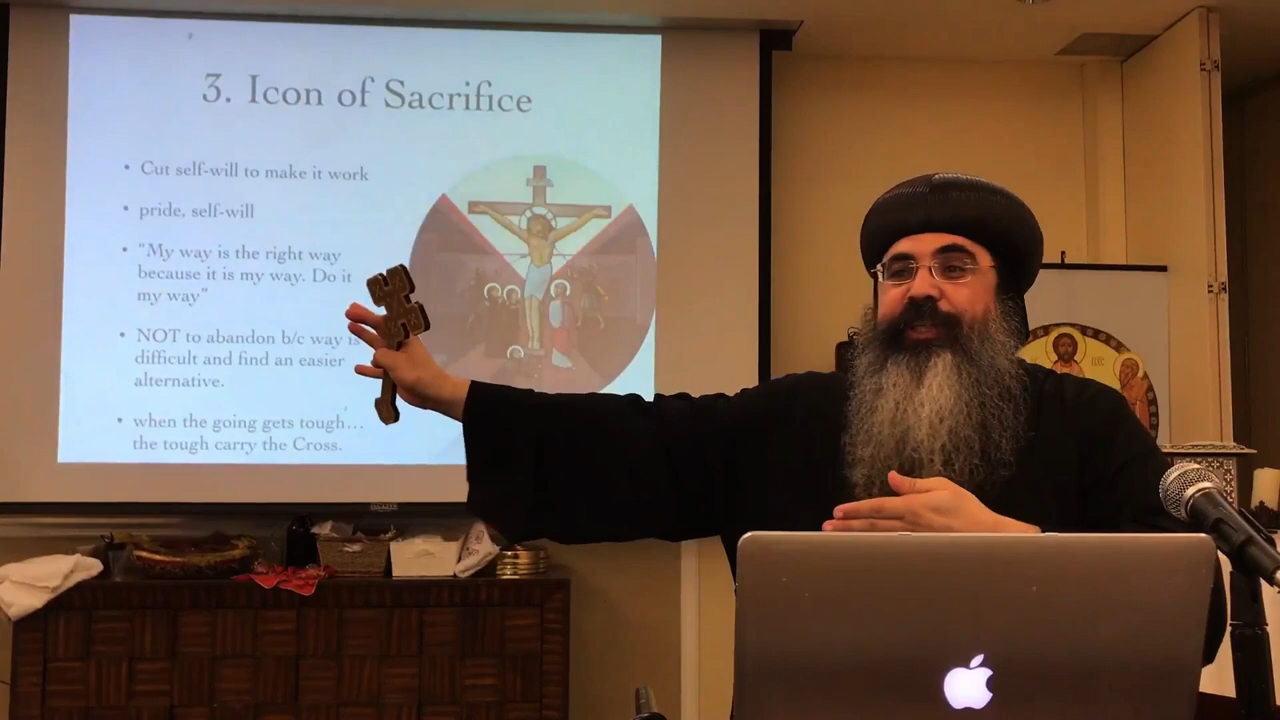 3. Icon of Sacrifice
• Cut self-will to make it work
• pride, self-will
• "My way is the right way
because it is my way. Do it
my way"
• NOT to abandon b/c way is
difficult and find an easier
alternative.
• when the going gets tough…
the tough carry the Cross.